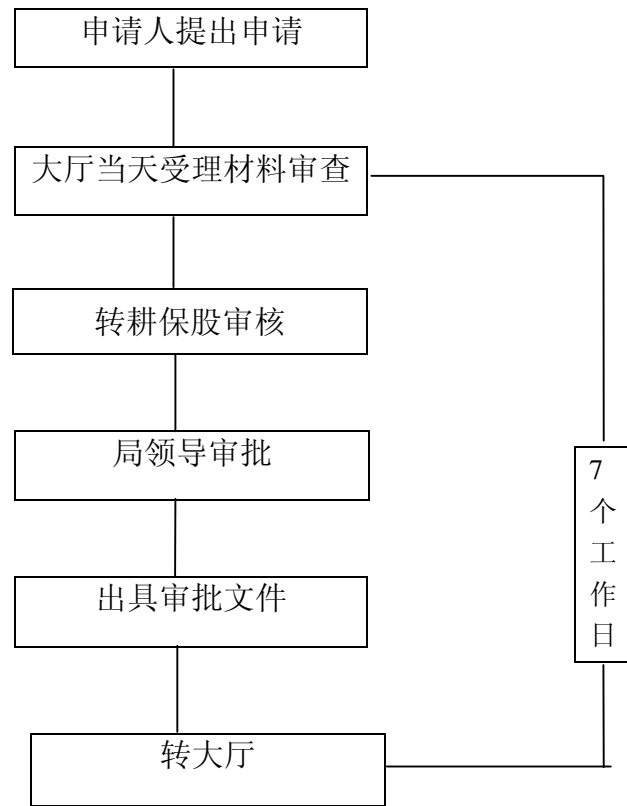 申请人提出申请
大厅当天受理材料审查
转耕保股审核
局领导审批
出具审批文件
转大厅
7
个
工
作
日